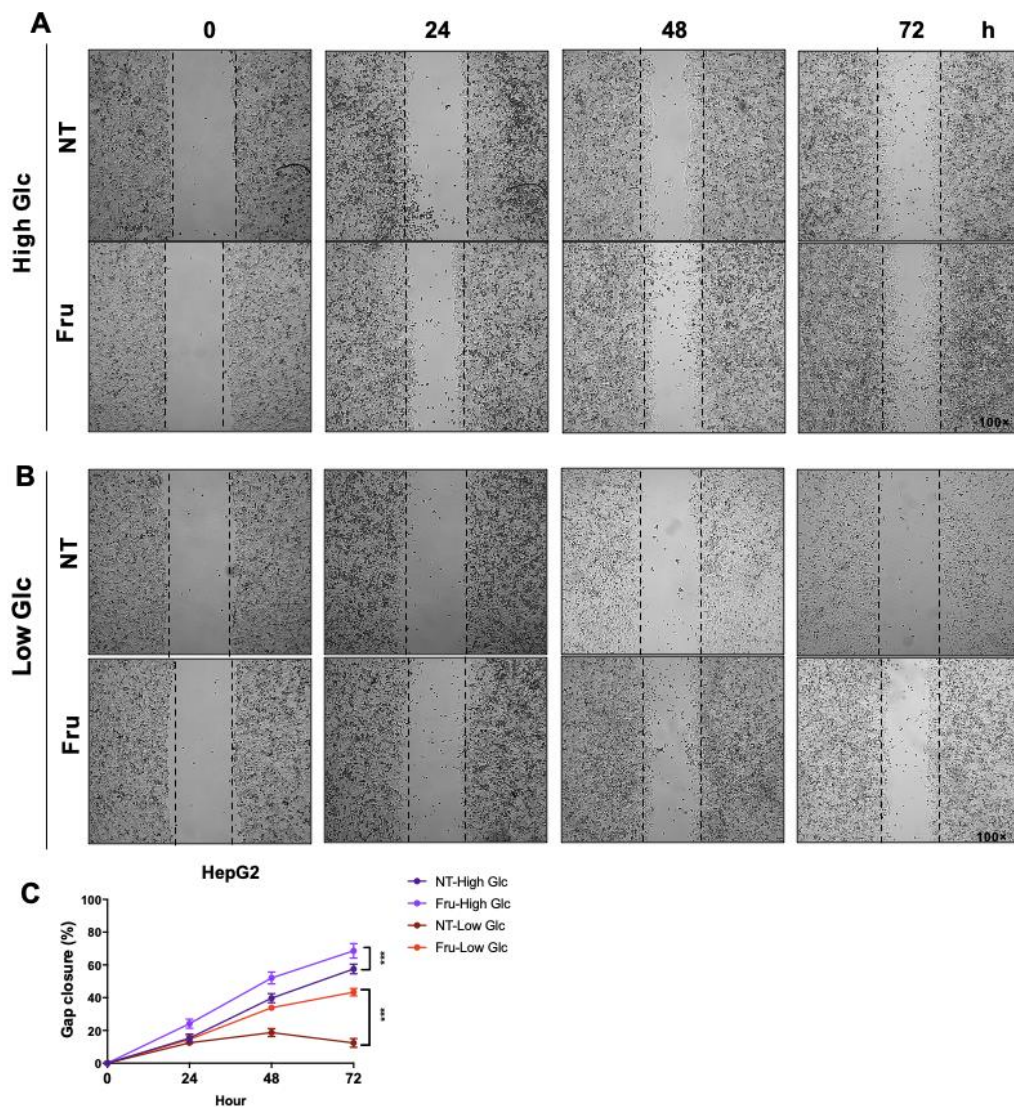 A
0 24 48 72 h
High Glc
NT
Fru
100×
B
Low Glc
NT
Fru
100×
C
HepG2
Gap closure (%)
100
80
60
40
20
0
0 24 48 72
Hour
NT-High Glc
Fru-High Glc
NT-Low Glc
Fru-Low Glc
***
***